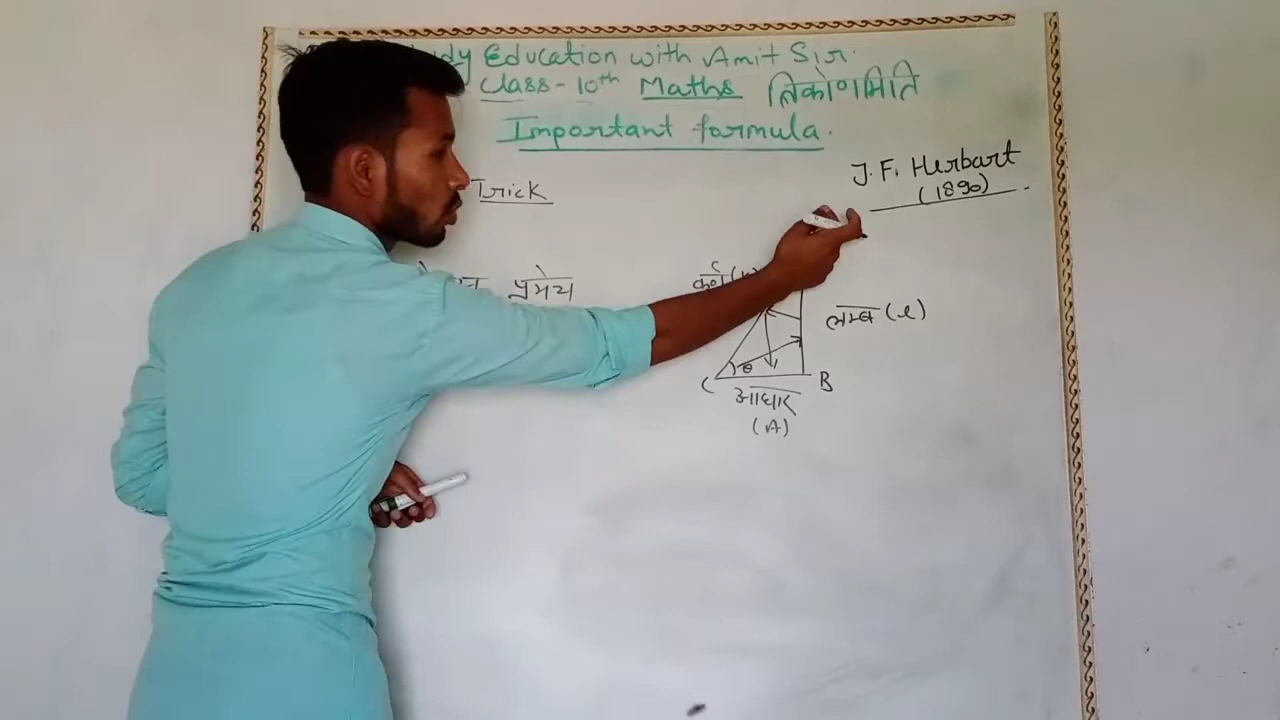 Education with Amit Sir.
Class-10th Maths त्रिकोणमिति
Important formula.
J.F. Herbart
(1890)
Trick
प्रमेय
लम्ब (l)
θ
C B
आधार
(A)